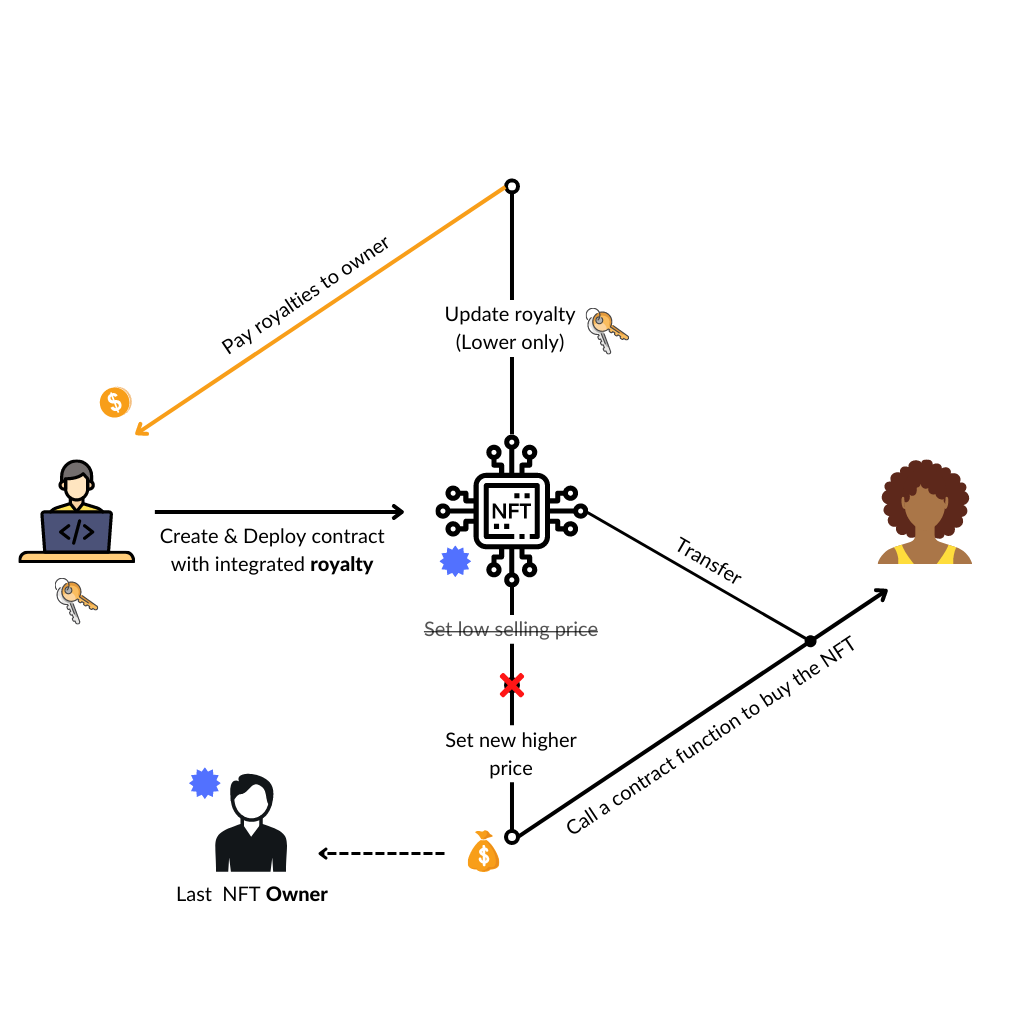 Pay royalties to owner
Update royalty
(Lower only)
$
</>
NFT
Create & Deploy contract
with integrated royalty
Transfer
Set low selling price
Set new higher
price
Call a contract function to buy the NFT
$
Last NFT Owner